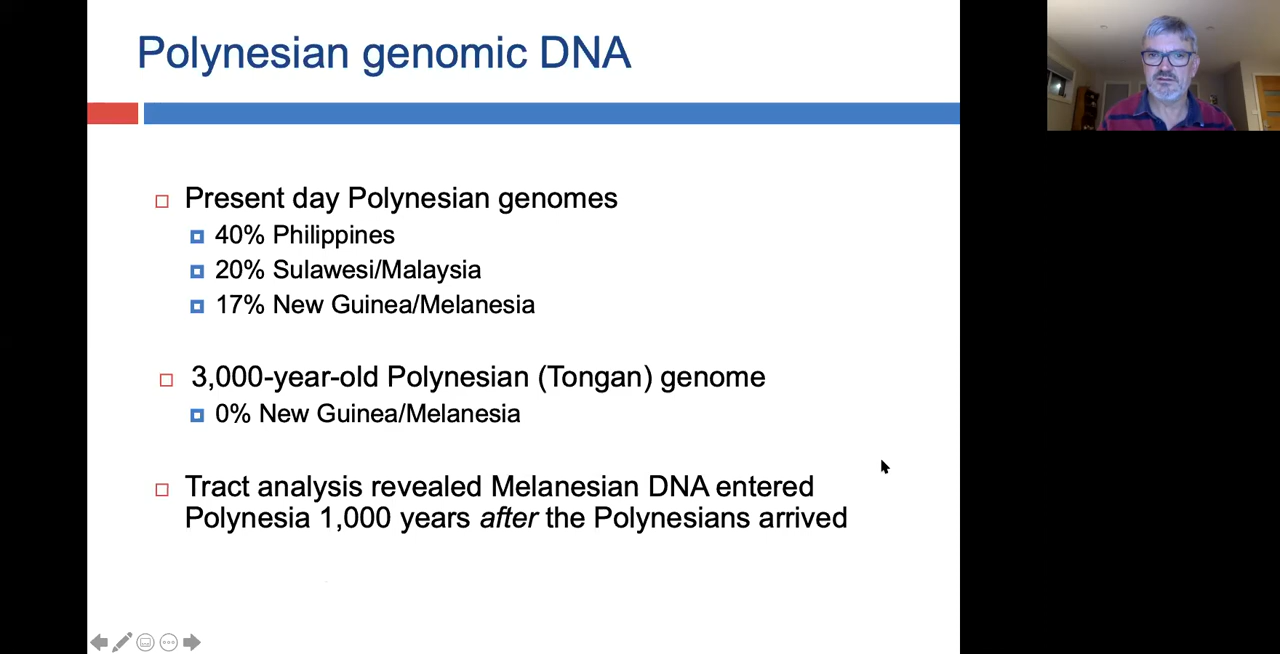 Polynesian genomic DNA
Present day Polynesian genomes
40% Philippines
20% Sulawesi/Malaysia
17% New Guinea/Melanesia
3,000-year-old Polynesian (Tongan) genome
0% New Guinea/Melanesia
Tract analysis revealed Melanesian DNA entered
Polynesia 1,000 years after the Polynesians arrived